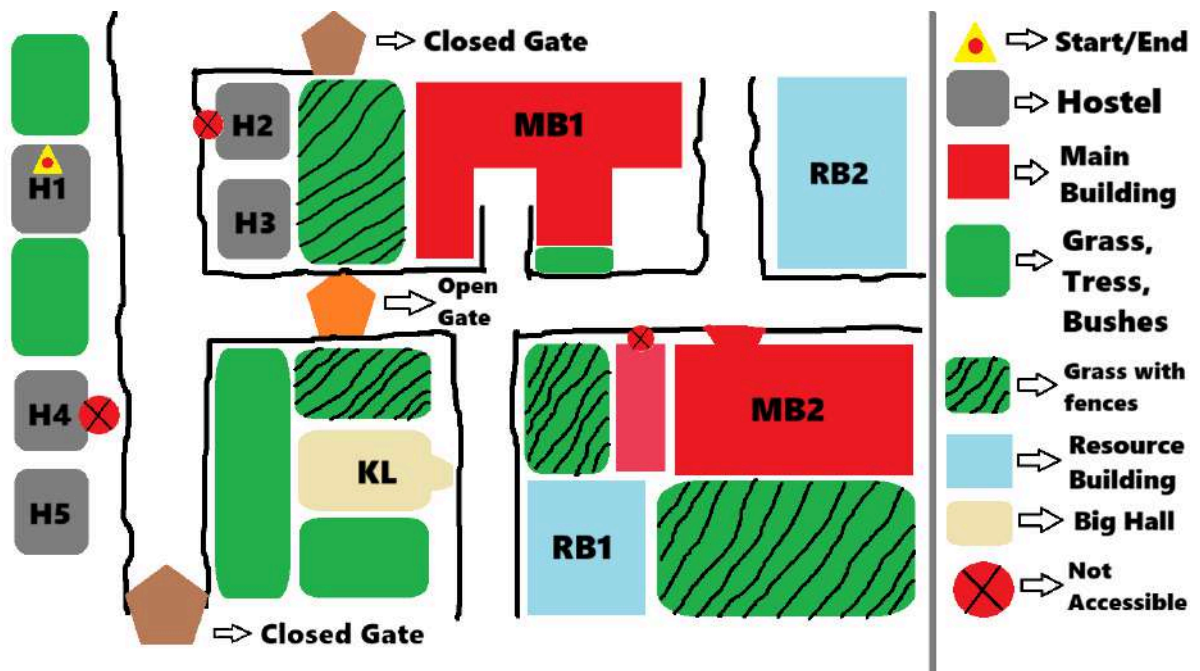 Closed Gate
H2
MB1
H1
H3
RB2
Open
Gate
H4
MB2
KL
H5
RB1
Closed Gate
Start/End
Hostel
Main
Building
Grass,
Tress,
Bushes
Grass with
fences
Resource
Building
Big Hall
Not
Accessible